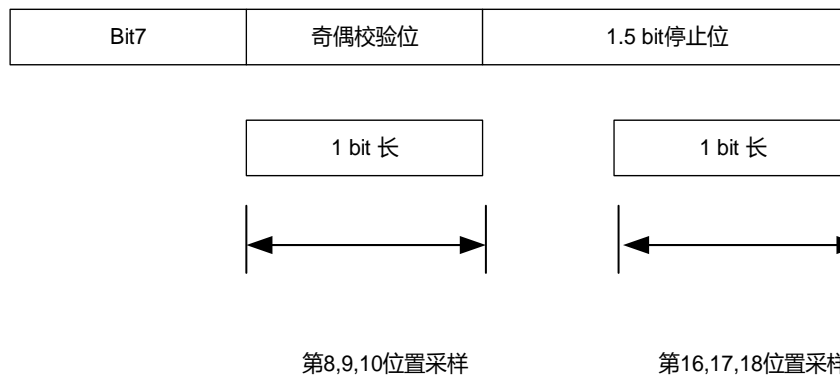 Bit7 奇偶校验位 1.5 bit停止位
1 bit 长 1 bit 长
第8,9,10位置采样 第16,17,18位置采样